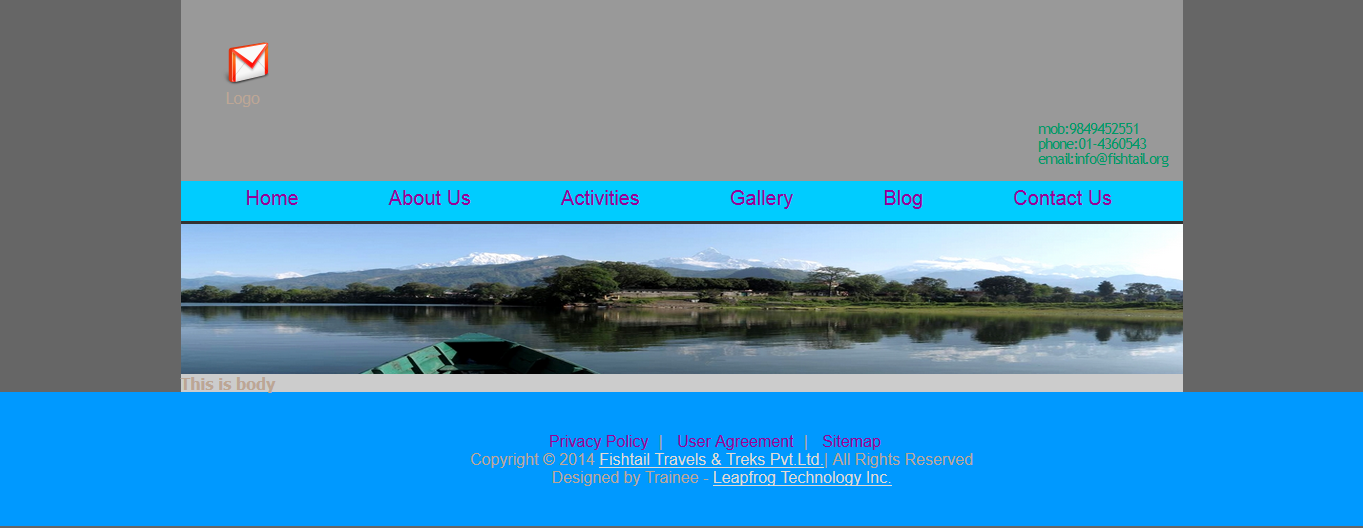 Logo
mob:9849452551
phone:01-4360543
email:info@fishtail.org
Home About Us Activities Gallery Blog Contact Us
This is body
Privacy Policy | User Agreement | Sitemap
Copyright © 2014 Fishtail Travels & Treks Pvt.Ltd.| All Rights Reserved
Designed by Trainee - Leapfrog Technology Inc.